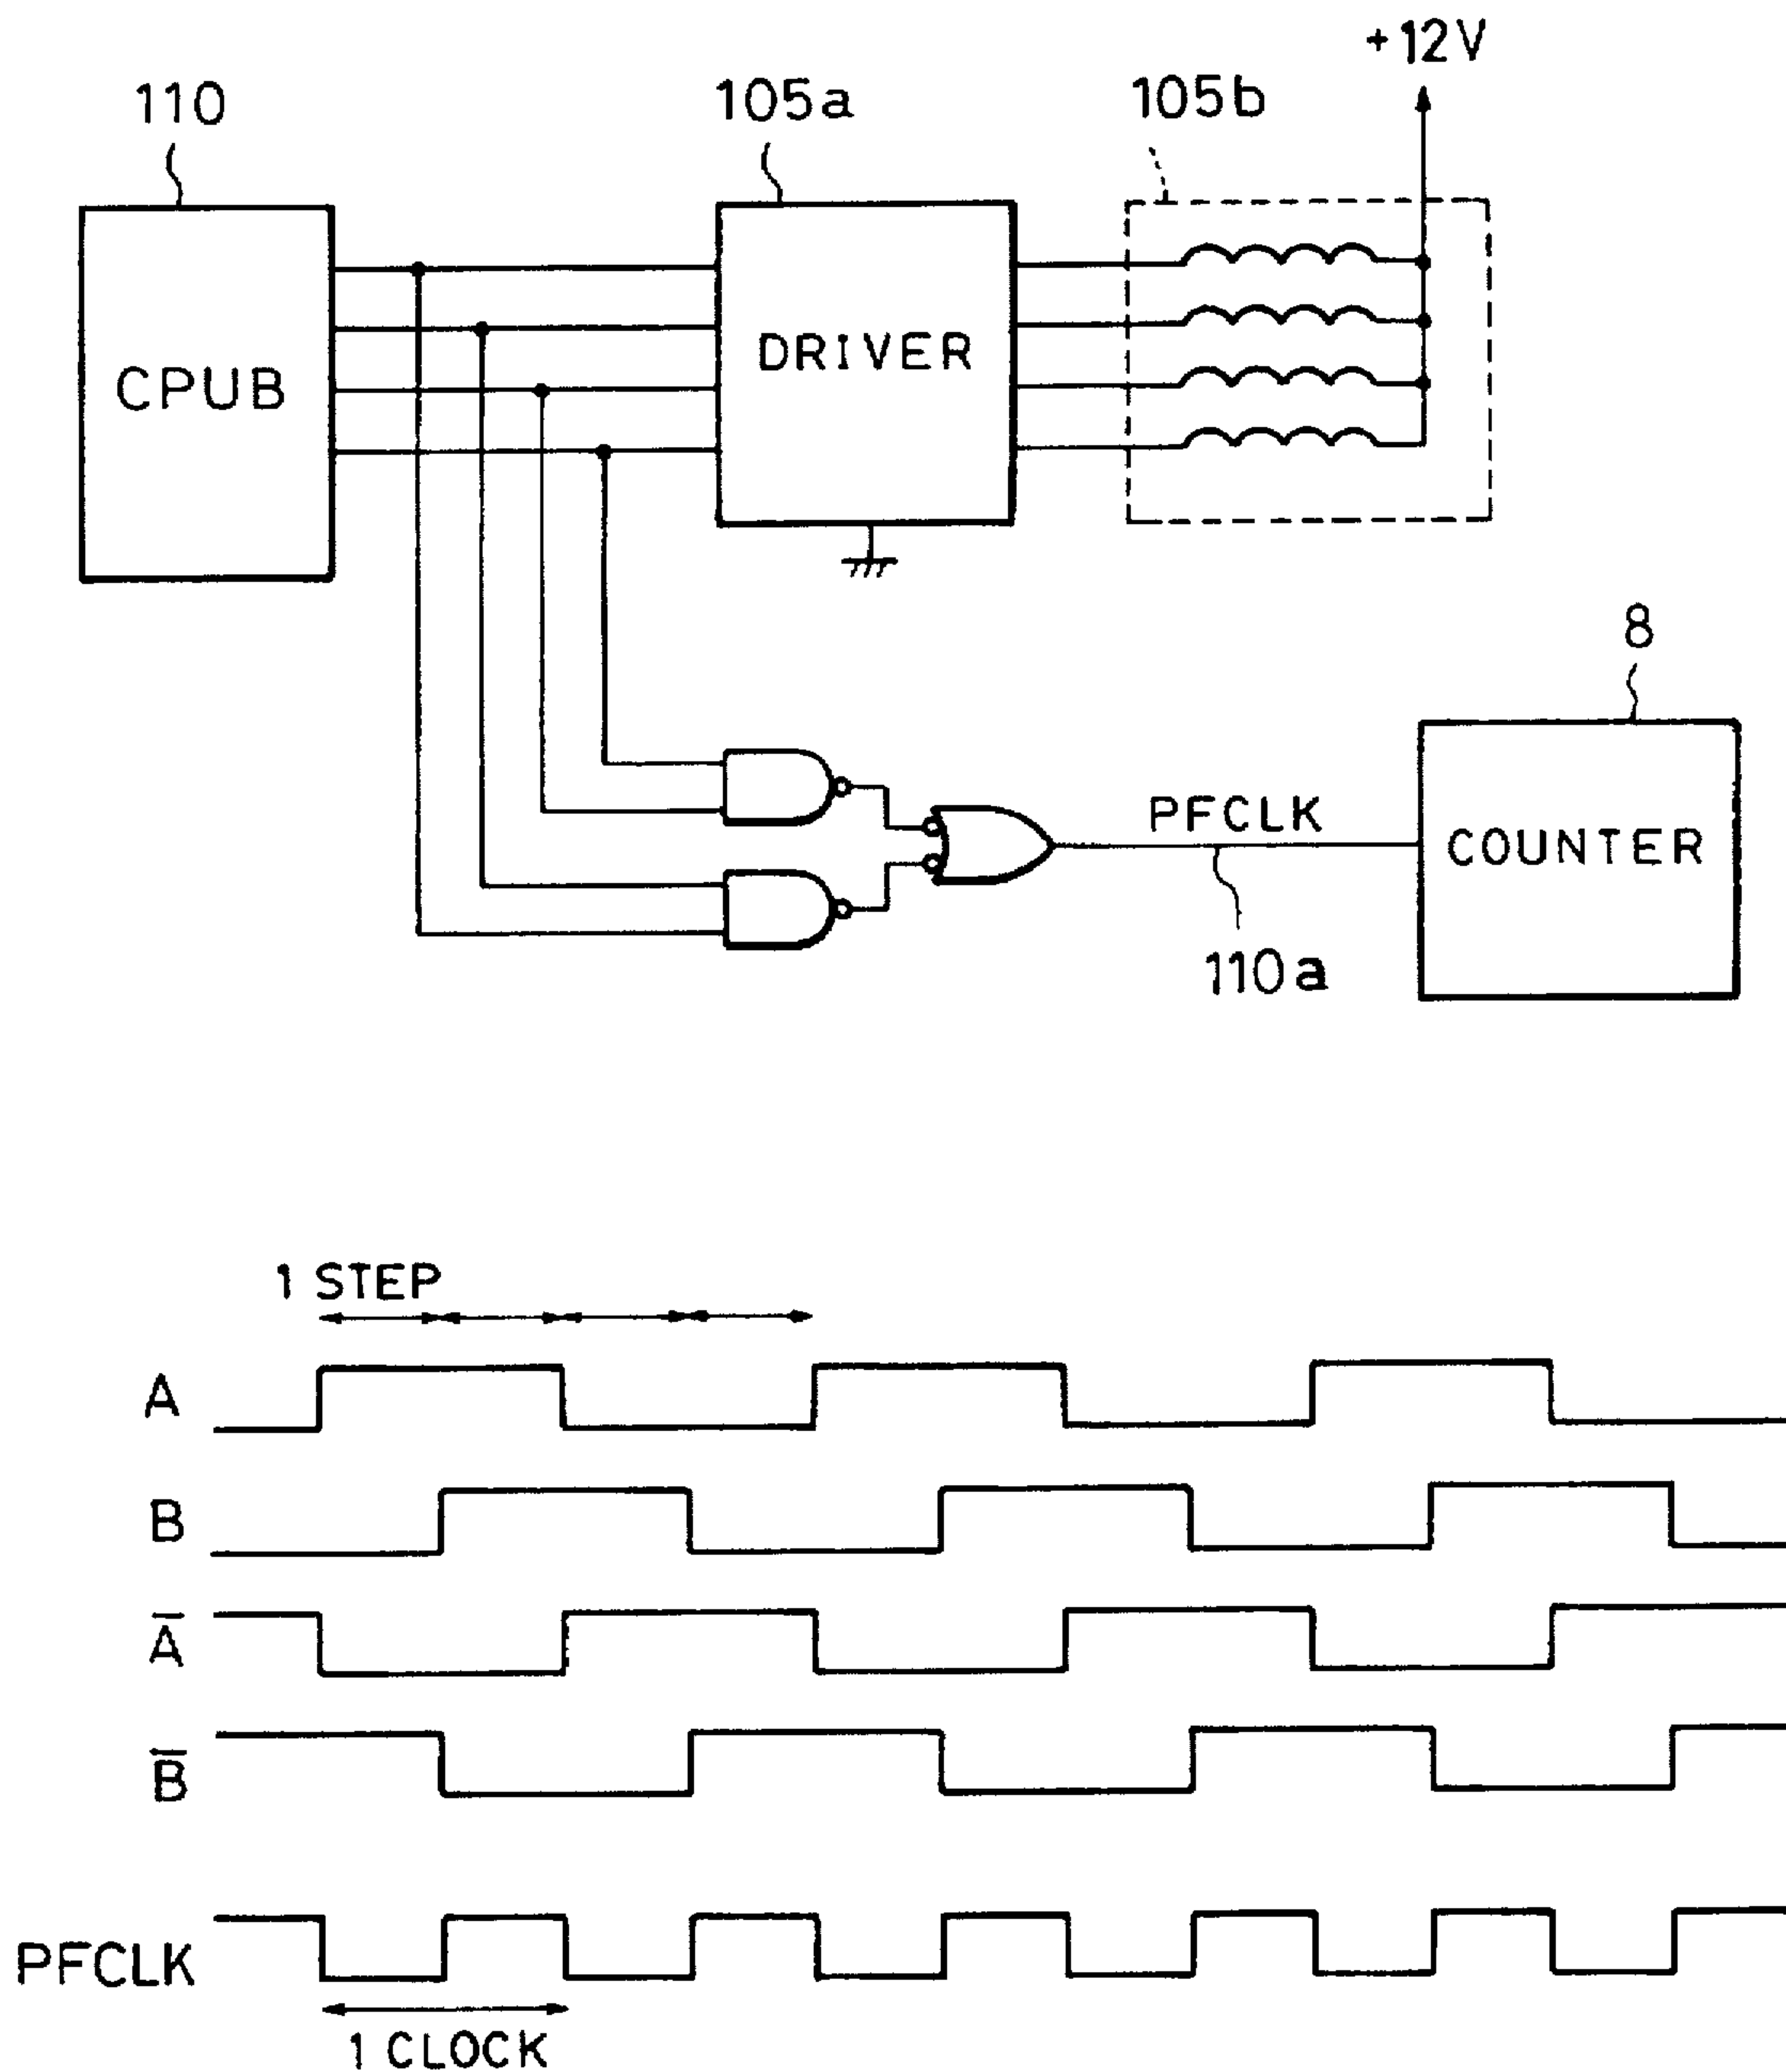 +12V
110
105a
105b
CPUB
DRIVER
8
PFCLK
COUNTER
110a
1 STEP
A
B
A̅
B̅
PFCLK
1 CLOCK